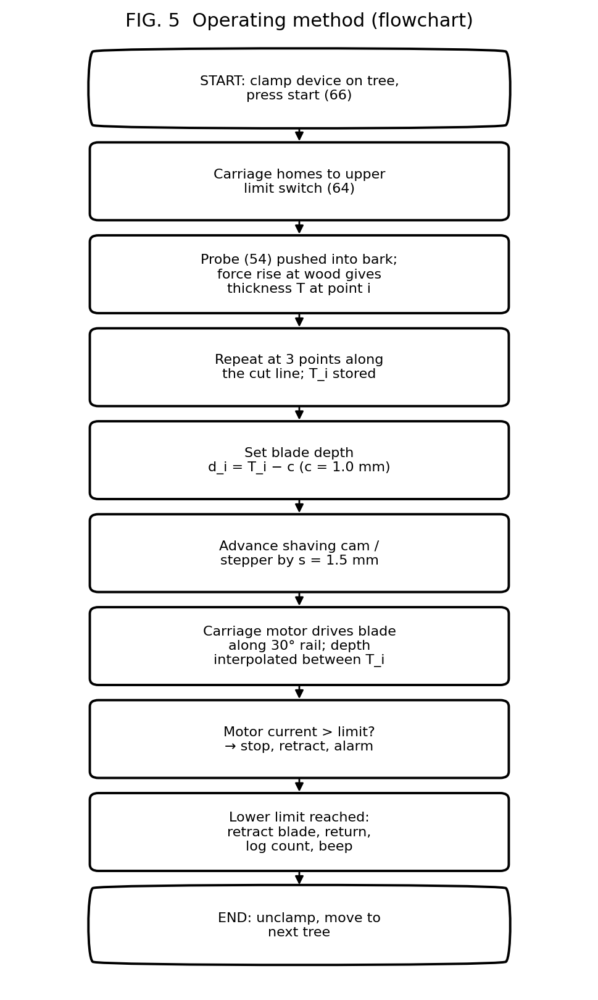 FIG. 5  Operating method (flowchart)
START: clamp device on tree,
press start (66)
Carriage homes to upper
limit switch (64)
Probe (54) pushed into bark;
force rise at wood gives
thickness T at point i
Repeat at 3 points along
the cut line; T_i stored
Set blade depth
d_i = T_i − c (c = 1.0 mm)
Advance shaving cam /
stepper by s = 1.5 mm
Carriage motor drives blade
along 30° rail; depth
interpolated between T_i
Motor current > limit?
→ stop, retract, alarm
Lower limit reached:
retract blade, return,
log count, beep
END: unclamp, move to
next tree